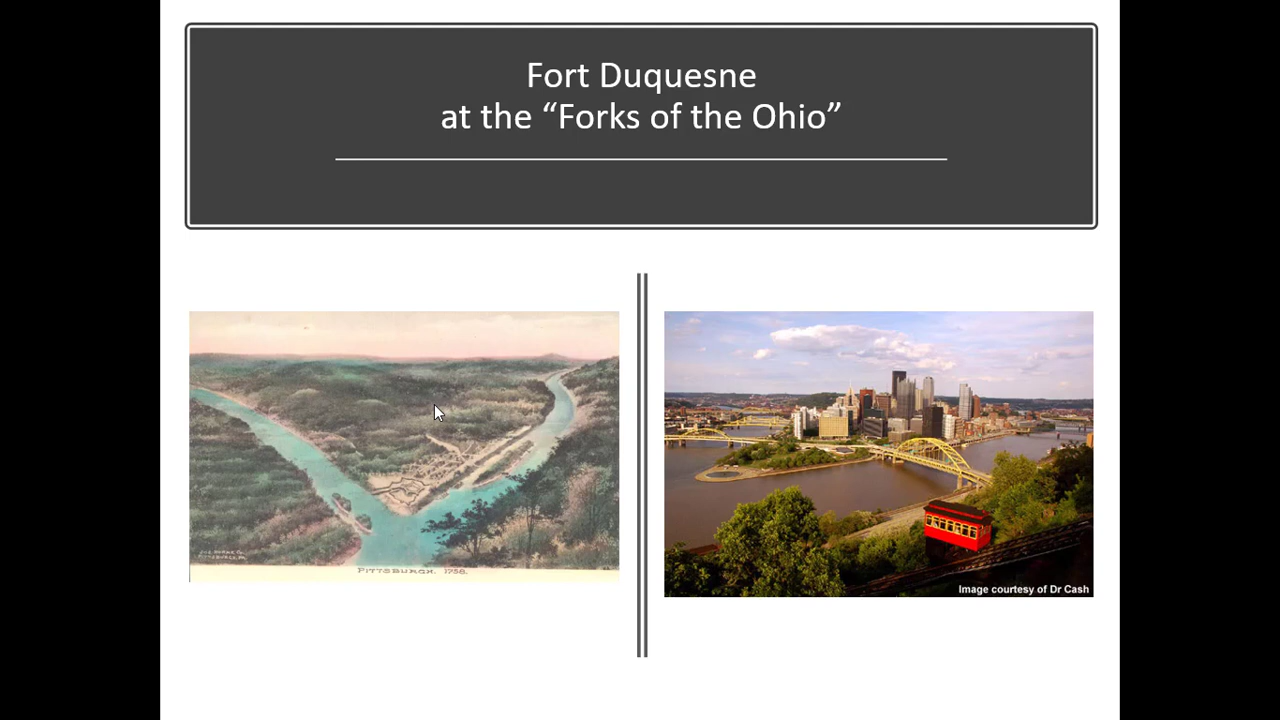 Fort Duquesne
at the “Forks of the Ohio”
PITTSBURGH, 1758.
Image courtesy of Dr Cash